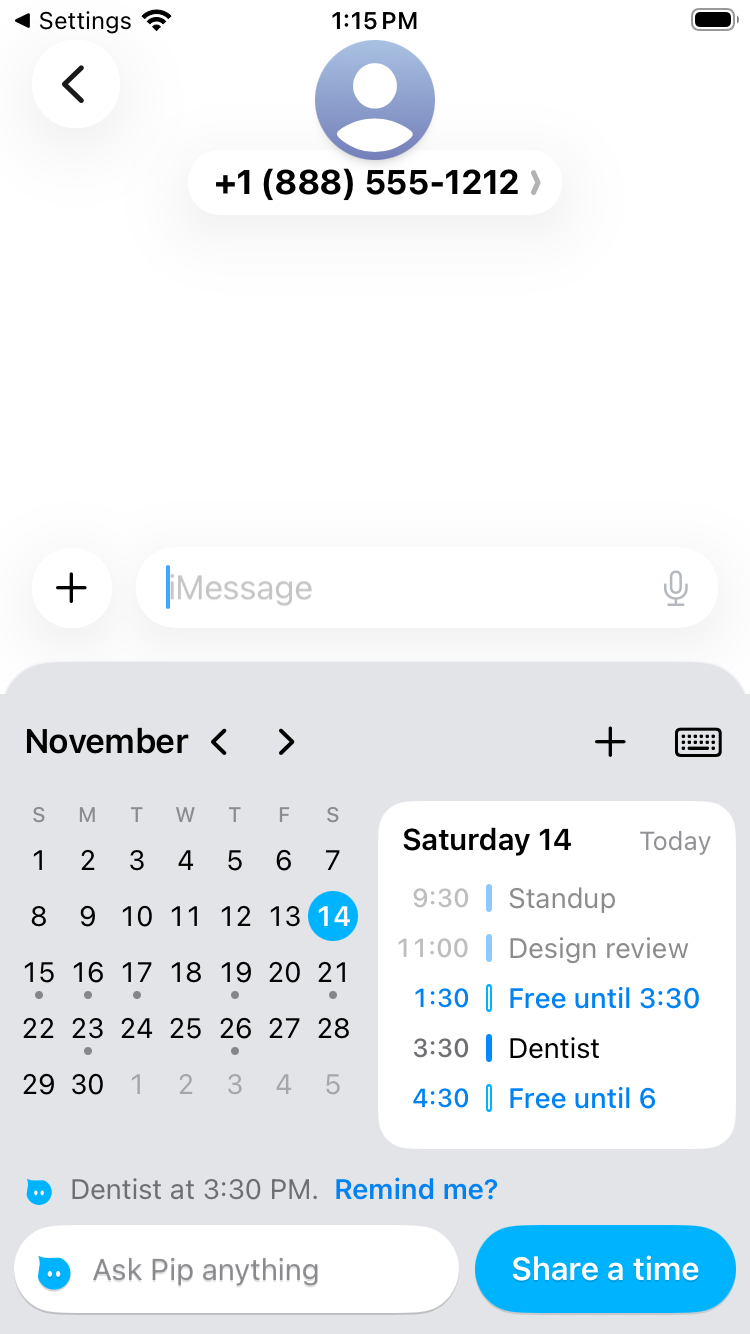 Settings 1:15 PM
+1 (888) 555-1212
iMessage
November
S M T W T F S
1 2 3 4 5 6 7
8 9 10 11 12 13 14
15 16 17 18 19 20 21
22 23 24 25 26 27 28
29 30 1 2 3 4 5
Saturday 14 Today
9:30 Standup
11:00 Design review
1:30 Free until 3:30
3:30 Dentist
4:30 Free until 6
Dentist at 3:30 PM. Remind me?
Ask Pip anything
Share a time